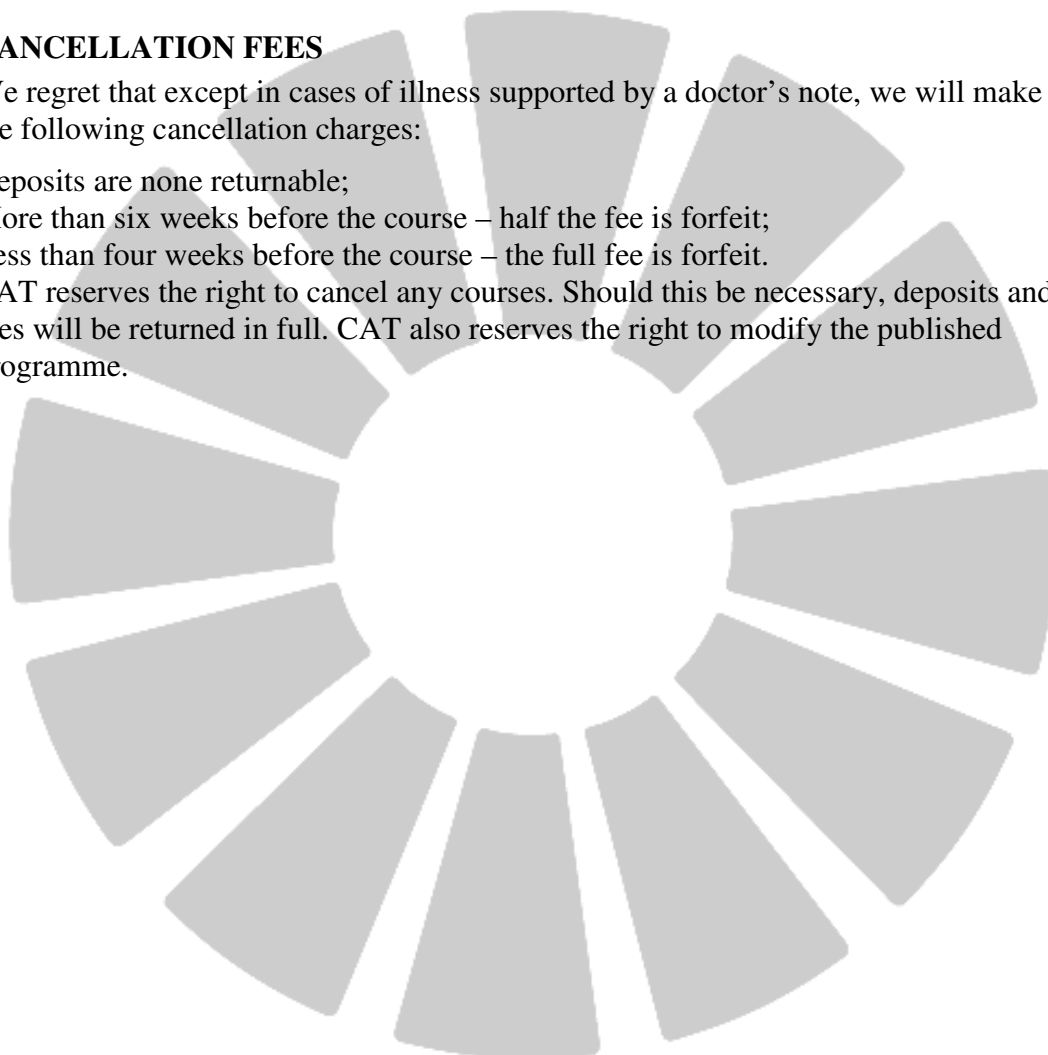 ANCELLATION FEES
e regret that except in cases of illness supported by a doctor’s note, we will make
e following cancellation charges:
eposits are none returnable;
ore than six weeks before the course – half the fee is forfeit;
ess than four weeks before the course – the full fee is forfeit.
AT reserves the right to cancel any courses. Should this be necessary, deposits and
es will be returned in full. CAT also reserves the right to modify the published
rogramme.